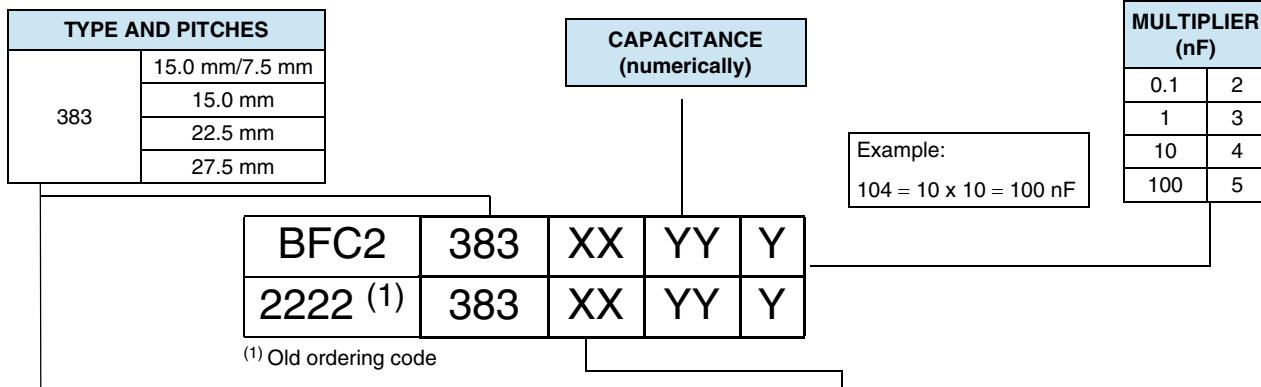 TYPE AND PITCHES
383
15.0 mm/7.5 mm
15.0 mm
22.5 mm
27.5 mm
CAPACITANCE
(numerically)
MULTIPLIER
(nF)
0.1 2
1 3
10 4
100 5
Example:
104 = 10 x 10 = 100 nF
BFC2 383 XX YY Y
2222 (1) 383 XX YY Y
(1) Old ordering code